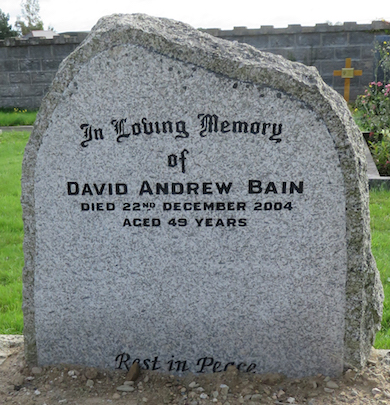 In Loving Memory
of
DAVID ANDREW BAIN
DIED 22ND DECEMBER 2004
AGED 49 YEARS
Rest in Peace